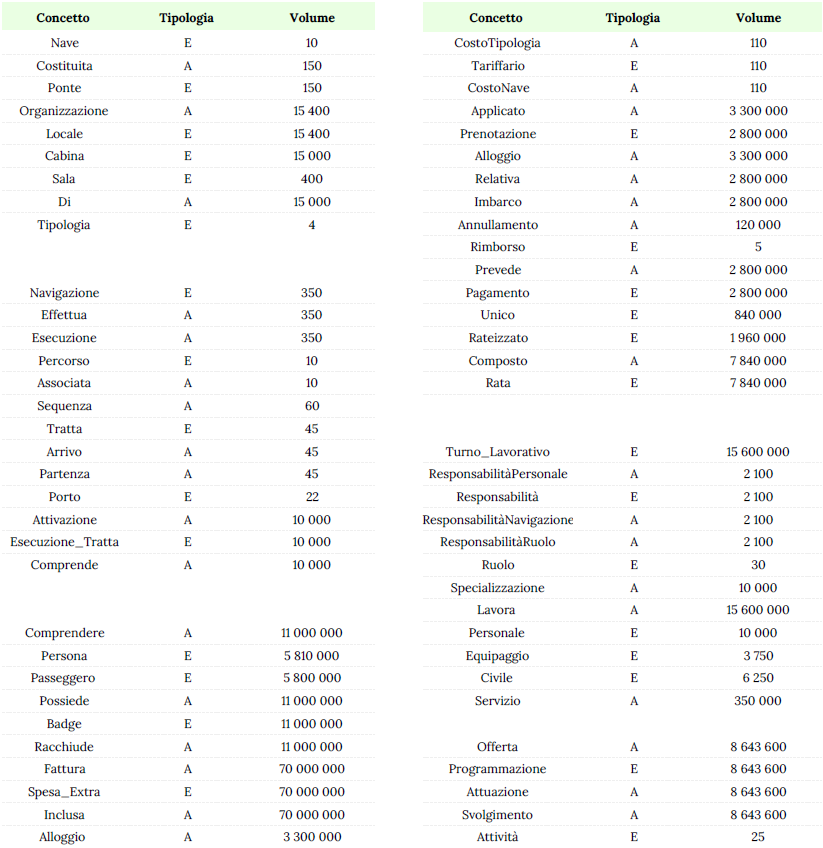 Concetto Tipologia Volume
Nave E 10
Costituita A 150
Ponte E 150
Organizzazione A 15 400
Locale E 15 400
Cabina E 15 000
Sala E 400
Di A 15 000
Tipologia E 4
Navigazione E 350
Effettua A 350
Esecuzione A 350
Percorso E 10
Associata A 10
Sequenza A 60
Tratta E 45
Arrivo A 45
Partenza A 45
Porto E 22
Attivazione A 10 000
Esecuzione_Tratta E 10 000
Comprende A 10 000
Comprendere A 11 000 000
Persona E 5 810 000
Passeggero E 5 800 000
Possiede A 11 000 000
Badge E 11 000 000
Racchiude A 11 000 000
Fattura A 70 000 000
Spesa_Extra E 70 000 000
Inclusa A 70 000 000
Alloggio A 3 300 000
Concetto Tipologia Volume
CostoTipologia A 110
Tariffario E 110
CostoNave A 110
Applicato A 3 300 000
Prenotazione E 2 800 000
Alloggio A 3 300 000
Relativa A 2 800 000
Imbarco A 2 800 000
Annullamento A 120 000
Rimborso E 5
Prevede A 2 800 000
Pagamento E 2 800 000
Unico E 840 000
Rateizzato E 1 960 000
Composto A 7 840 000
Rata E 7 840 000
Turno_Lavorativo E 15 600 000
ResponsabilitàPersonale A 2 100
Responsabilità E 2 100
ResponsabilitàNavigazione A 2 100
ResponsabilitàRuolo A 2 100
Ruolo E 30
Specializzazione A 10 000
Lavora A 15 600 000
Personale E 10 000
Equipaggio E 3 750
Civile E 6 250
Servizio A 350 000
Offerta A 8 643 600
Programmazione E 8 643 600
Attuazione A 8 643 600
Svolgimento A 8 643 600
Attività E 25